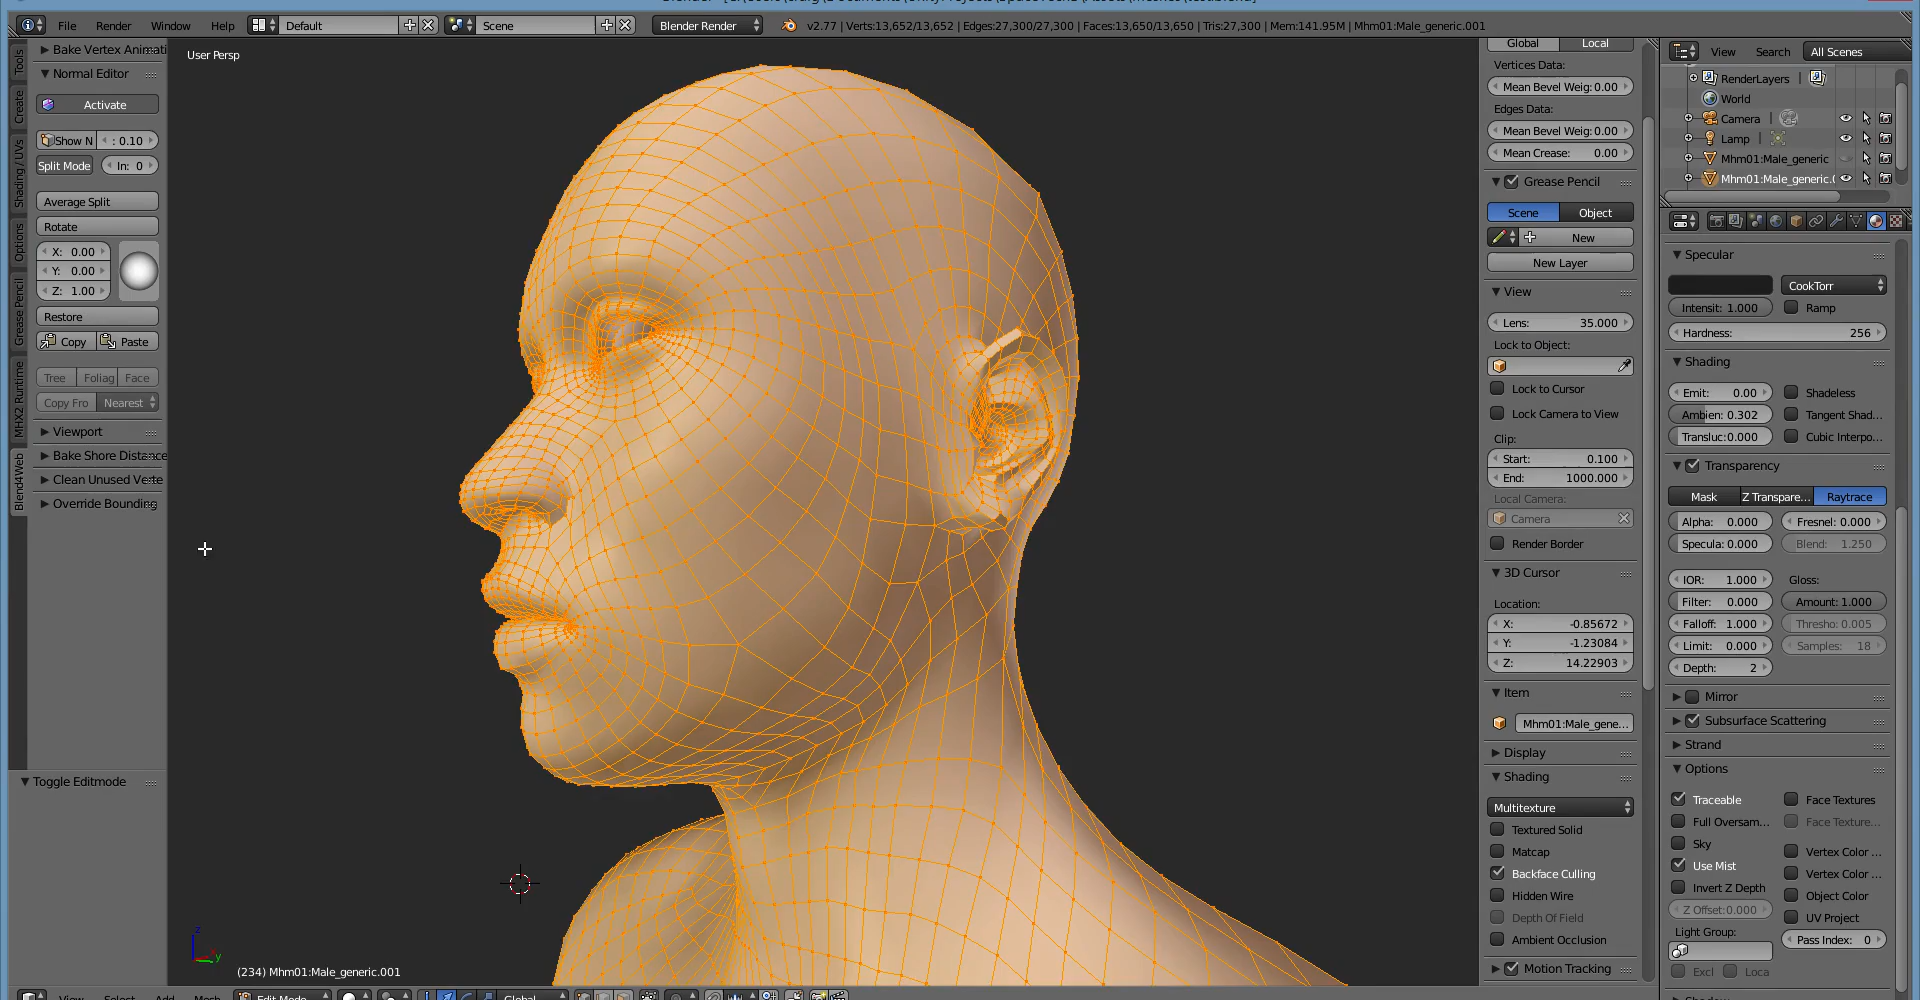 File Render Window Help Default Scene Blender Render v2.77 | Verts:13,652/13,652 | Edges:27,300/27,300 | Faces:13,650/13,650 | Tris:27,300 | Mem:141.95M | Mhm01:Male_generic.001
Tools
Create
Shading / UVs
Options
Grease Pencil
MHX2 Runtime
Blend4Web
Bake Vertex Animati
Normal Editor
Activate
Show N : 0.10
Split Mode In: 0
Average Split
Rotate
X: 0.00
Y: 0.00
Z: 1.00
Restore
Copy Paste
Tree Foliag Face
Copy Fro Nearest
Viewport
Bake Shore Distance
Clean Unused Verte
Override Bounding
Toggle Editmode
User Persp
z
y
(234) Mhm01:Male_generic.001
View Select Add Mesh Edit Mode Global
Global Local
Vertices Data:
Mean Bevel Weig: 0.00
Edges Data:
Mean Bevel Weig: 0.00
Mean Crease: 0.00
Grease Pencil
Scene Object
New
New Layer
View
Lens: 35.000
Lock to Object:
Lock to Cursor
Lock Camera to View
Clip:
Start: 0.100
End: 1000.000
Local Camera:
Camera
Render Border
3D Cursor
Location:
X: -0.85672
Y: -1.23084
Z: 14.22903
Item
Mhm01:Male_gene...
Display
Shading
Multitexture
Textured Solid
Matcap
Backface Culling
Hidden Wire
Depth Of Field
Ambient Occlusion
Motion Tracking
View Search All Scenes
RenderLayers
World
Camera
Lamp
Mhm01:Male_generic
Mhm01:Male_generic.(
Specular
CookTorr
Intensit: 1.000 Ramp
Hardness: 256
Shading
Emit: 0.00 Shadeless
Ambien: 0.302 Tangent Shad...
Transluc:0.000 Cubic Interpo...
Transparency
Mask Z Transpare... Raytrace
Alpha: 0.000 Fresnel: 0.000
Specula: 0.000 Blend: 1.250
IOR: 1.000 Gloss:
Filter: 0.000 Amount: 1.000
Falloff: 1.000 Thresho: 0.005
Limit: 0.000 Samples: 18
Depth: 2
Mirror
Subsurface Scattering
Strand
Options
Traceable Face Textures
Full Oversam... Face Texture...
Sky
Vertex Color ...
Use Mist
Vertex Color ...
Invert Z Depth Object Color
Z Offset:0.000 UV Project
Light Group: Pass Index: 0
Excl Loca